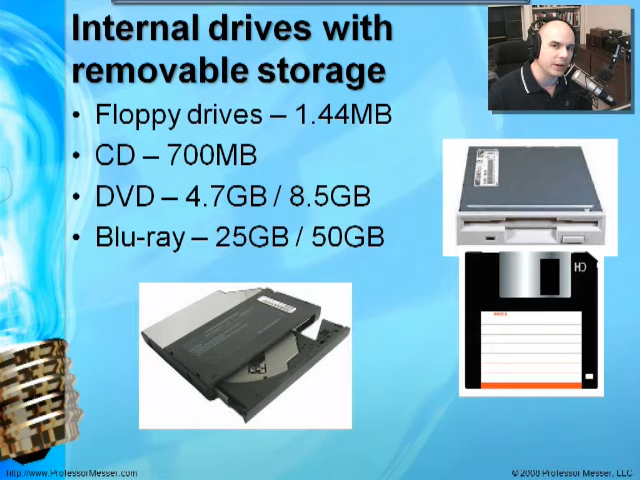 Internal drives with
removable storage
• Floppy drives – 1.44MB
• CD – 700MB
• DVD – 4.7GB / 8.5GB
• Blu-ray – 25GB / 50GB
http://www.ProfessorMesser.com
© 2008 Professor Messer, LLC